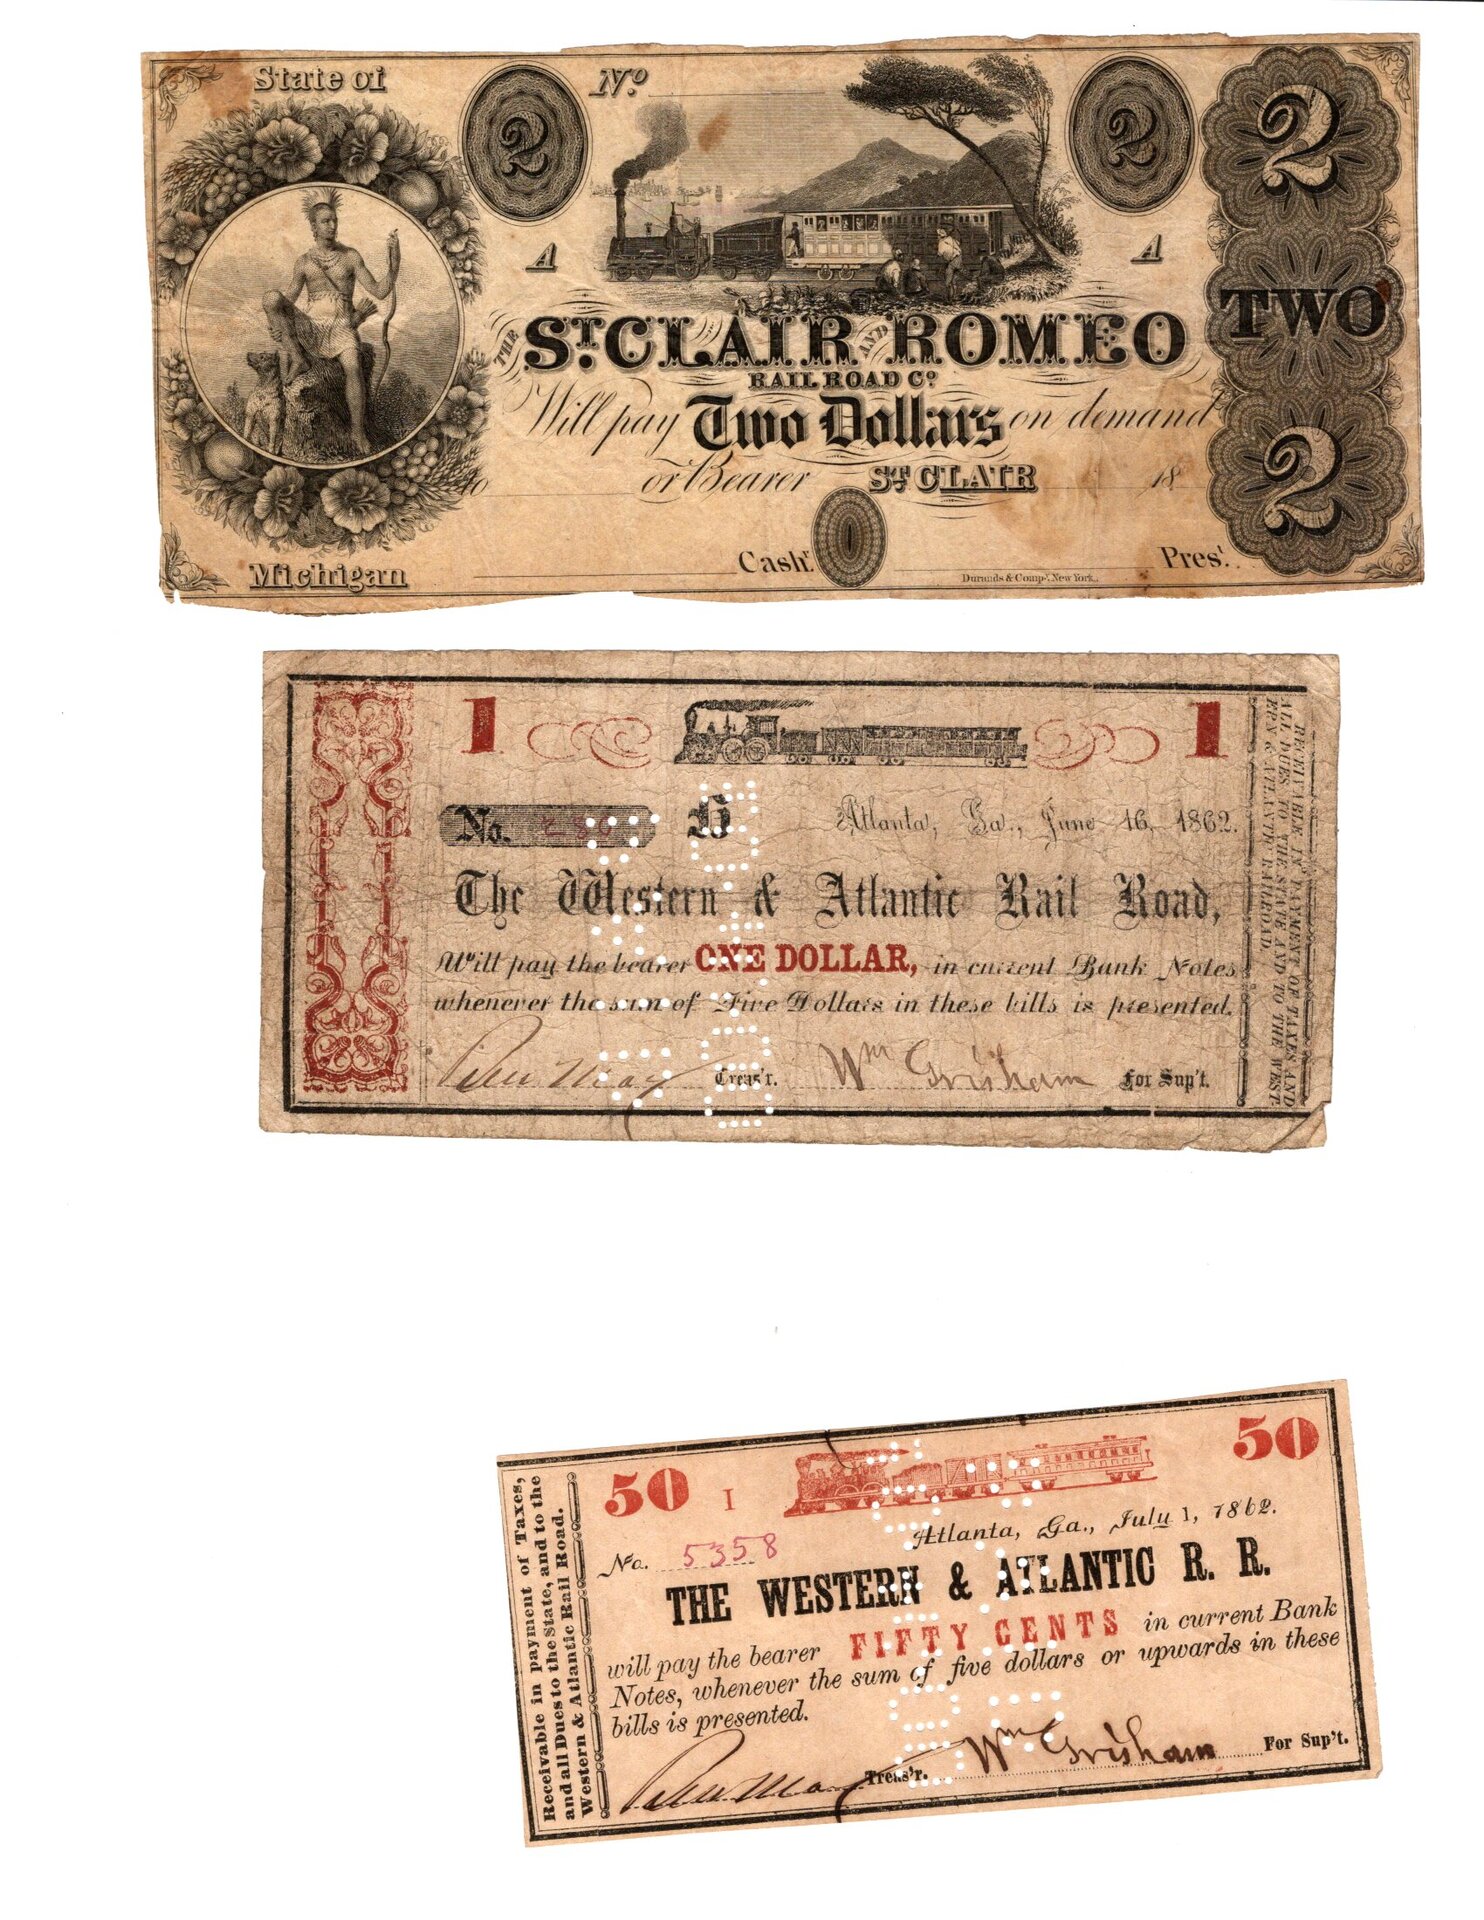 State of
2
No
2
2
A
A
TWO
THE ST. CLAIR AND ROMEO
RAIL ROAD Co.
Will pay Two Dollars on demand
to or Bearer ST CLAIR 18
2
Cash.r
Pres.t
Michigan
Durands & Comp. New York.
1
1
No.
B
Atlanta, Ga., June 16, 1862.
The Western & Atlantic Rail Road,
Will pay the bearer ONE DOLLAR, in current Bank Notes
whenever the sum of Five Dollars in these bills is presented.
Treas'r. Wm Grisham For Sup't.
RECEIVABLE IN PAYMENT OF TAXES AND
ALL DUES TO THE STATE AND TO THE WEST-
ERN & ATLANTIC RAILROAD
50
I
50
Atlanta, Ga., July 1, 1862.
No. 5358
THE WESTERN & ATLANTIC R. R.
will pay the bearer FIFTY CENTS in current Bank
Notes, whenever the sum of five dollars or upwards in these
bills is presented.
Treas'r. Wm Grisham For Sup't.
Receivable in payment of Taxes,
and all Dues to the State, and to the
Western & Atlantic Rail Road.